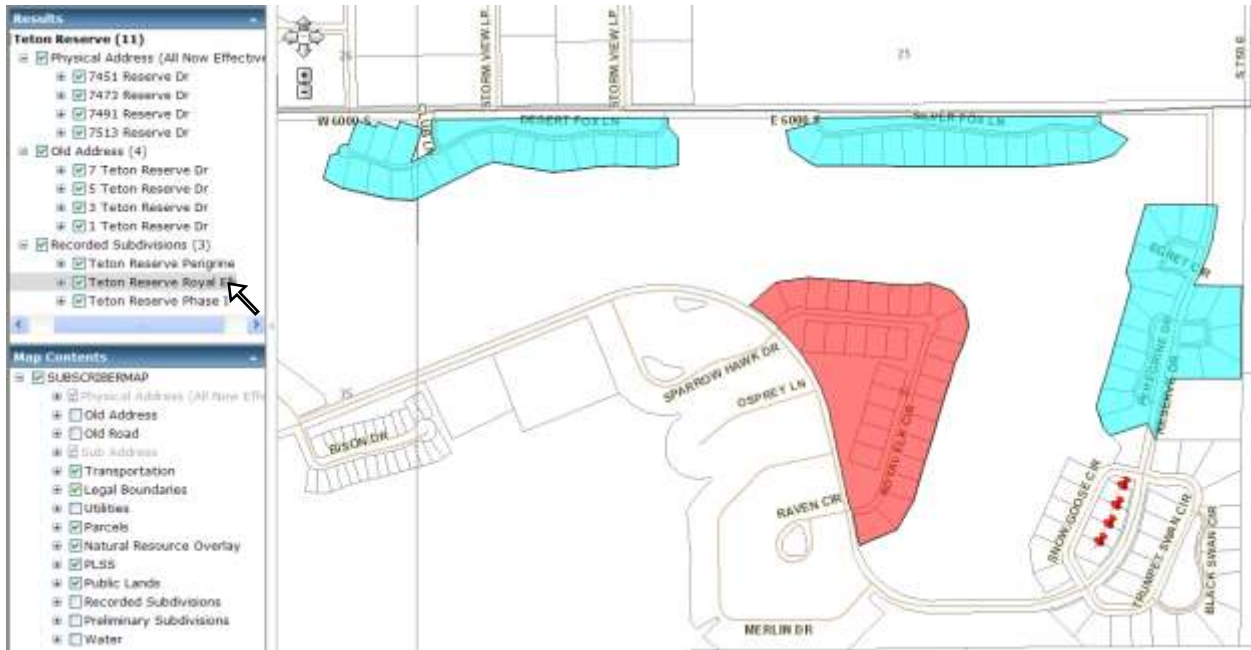 Results
Teton Reserve (11)
Physical Address (All Now Effective
7451 Reserve Dr
7473 Reserve Dr
7491 Reserve Dr
7513 Reserve Dr
Old Address (4)
7 Teton Reserve Dr
5 Teton Reserve Dr
3 Teton Reserve Dr
1 Teton Reserve Dr
Recorded Subdivisions (3)
Teton Reserve Perigrine
Teton Reserve Royal
Teton Reserve Phase
Map Contents
SUBSCRIBERMAP
Physical Address (All Now Effe
Old Address
Old Road
Sub Address
Transportation
Legal Boundaries
Utilities
Parcels
Natural Resource Overlay
PLSS
Public Lands
Recorded Subdivisions
Preliminary Subdivisions
Water
STORM VIEW LP
STORM VIEW LP
26
25
W 6000 S
CLUB LN
DESERT FOX LN
E 6000 S
SILVER FOX LN
EGRET CIR
PEREGRINE DR
RESERVE DR
SPARROW HAWK DR
OSPREY LN
35
BISON DR
ROYAL ELK CIR
RAVEN CIR
SNOW GOOSE CIR
TRUMPET SWAN CIR
BLACK SWAN CIR
MERLIN DR